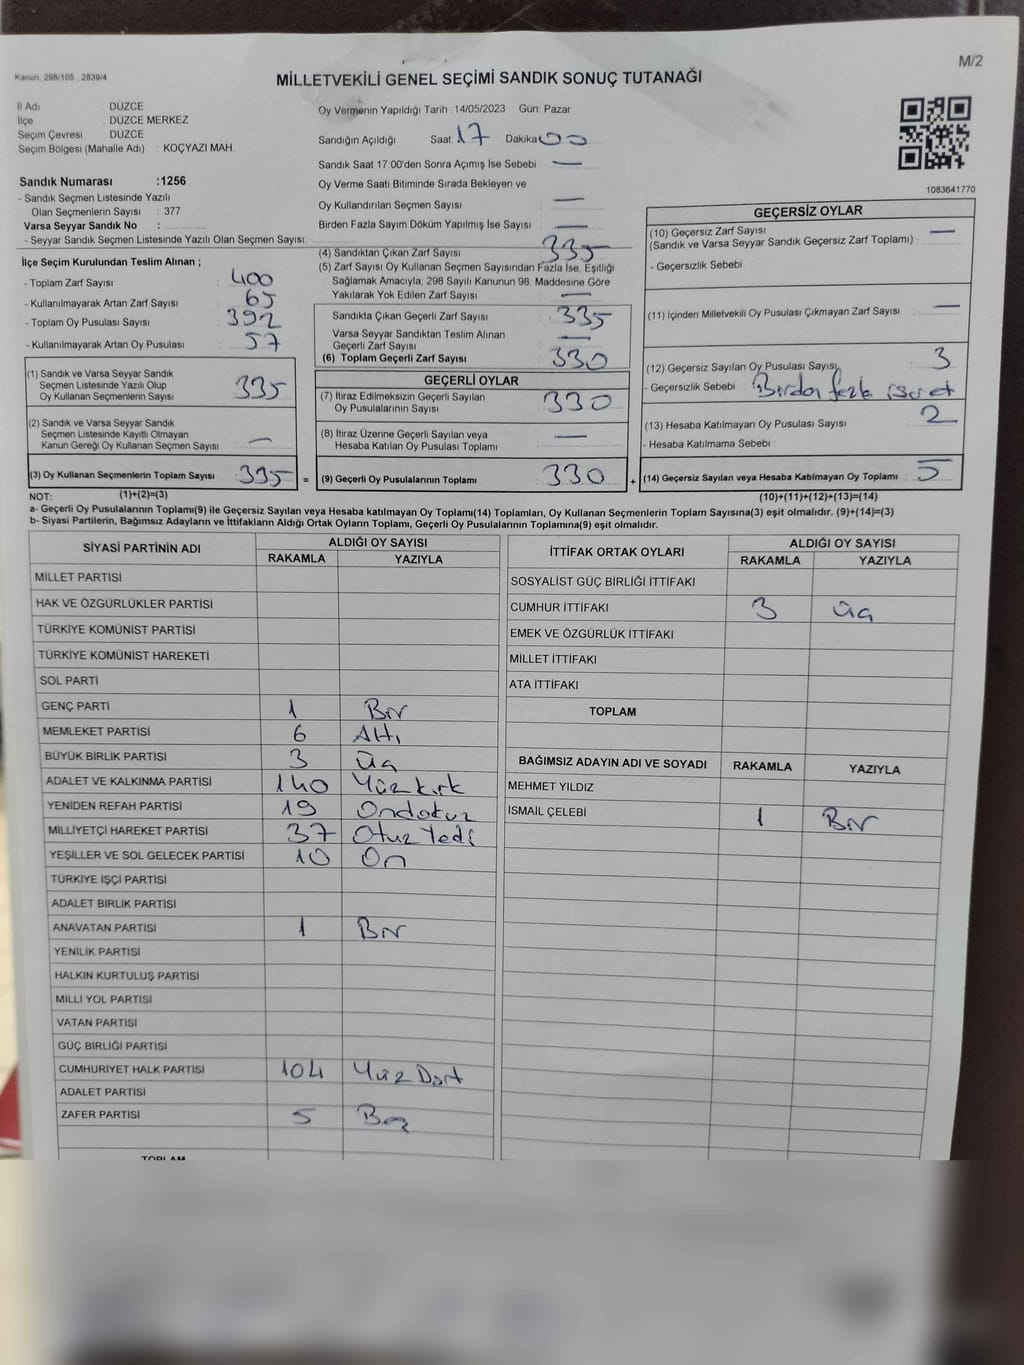 M/2
Kanun, 298/105 , 2839/4
MİLLETVEKİLİ GENEL SEÇİMİ SANDIK SONUÇ TUTANAĞI
İl Adı : DÜZCE
İlçe : DÜZCE MERKEZ
Seçim Çevresi : DÜZCE
Seçim Bölgesi (Mahalle Adı) : KOÇYAZI MAH.
Sandık Numarası :1256
- Sandık Seçmen Listesinde Yazılı
Olan Seçmenlerin Sayısı : 377
Varsa Seyyar Sandık No :
- Seyyar Sandık Seçmen Listesinde Yazılı Olan Seçmen Sayısı:
İlçe Seçim Kurulundan Teslim Alınan ;
- Toplam Zarf Sayısı : 400
- Kullanılmayarak Artan Zarf Sayısı : 65
- Toplam Oy Pusulası Sayısı : 392
- Kullanılmayarak Artan Oy Pusulası : 57
(1) Sandık ve Varsa Seyyar Sandık
Seçmen Listesinde Yazılı Olup
Oy Kullanan Seçmenlerin Sayısı : 335
(2) Sandık ve Varsa Seyyar Sandık
Seçmen Listesinde Kayıtlı Olmayan
Kanun Gereği Oy Kullanan Seçmen Sayısı : —
(3) Oy Kullanan Seçmenlerin Toplam Sayısı : 335 =
Oy Vermenin Yapıldığı Tarih :14/05/2023 Gün: Pazar
Sandığın Açıldığı Saat: 17 Dakika: 00
Sandık Saat 17:00'den Sonra Açımış İse Sebebi : —
Oy Verme Saati Bitiminde Sırada Bekleyen ve
Oy Kullandırılan Seçmen Sayısı : —
Birden Fazla Sayım Döküm Yapılmış İse Sayısı : —
(4) Sandıktan Çıkan Zarf Sayısı : 335
(5) Zarf Sayısı Oy Kullanan Seçmen Sayısından Fazla İse, Eşitliği
Sağlamak Amacıyla, 298 Sayılı Kanunun 98. Maddesine Göre
Yakılarak Yok Edilen Zarf Sayısı : —
Sandıkta Çıkan Geçerli Zarf Sayısı : 335
Varsa Seyyar Sandıktan Teslim Alınan
Geçerli Zarf Sayısı : —
(6) Toplam Geçerli Zarf Sayısı : 330
GEÇERLİ OYLAR
(7) İtiraz Edilmeksizin Geçerli Sayılan
Oy Pusulalarının Sayısı : 330
(8) İtiraz Üzerine Geçerli Sayılan veya
Hesaba Katılan Oy Pusulası Toplamı : —
(9) Geçerli Oy Pusulalarının Toplamı : 330 +
1083641770
GEÇERSİZ OYLAR
(10) Geçersiz Zarf Sayısı
(Sandık ve Varsa Seyyar Sandık Geçersiz Zarf Toplamı) : —
- Geçersizlik Sebebi :
(11) İçinden Milletvekili Oy Pusulası Çıkmayan Zarf Sayısı : —
(12) Geçersiz Sayılan Oy Pusulası Sayısı : 3
- Geçersizlik Sebebi : Birden fazla işaret
(13) Hesaba Katılmayan Oy Pusulası Sayısı : 2
- Hesaba Katılmama Sebebi :
(14) Geçersiz Sayılan veya Hesaba Katılmayan Oy Toplamı : 5
NOT: (1)+(2)=(3) (10)+(11)+(12)+(13)=(14)
a- Geçerli Oy Pusulalarının Toplamı(9) ile Geçersiz Sayılan veya Hesaba katılmayan Oy Toplamı(14) Toplamları, Oy Kullanan Seçmenlerin Toplam Sayısına(3) eşit olmalıdır. (9)+(14)=(3)
b- Siyasi Partilerin, Bağımsız Adayların ve İttifakların Aldığı Ortak Oyların Toplamı, Geçerli Oy Pusulalarının Toplamına(9) eşit olmalıdır.
SİYASİ PARTİNİN ADI ALDIĞI OY SAYISI
RAKAMLA YAZIYLA
MİLLET PARTİSİ
HAK VE ÖZGÜRLÜKLER PARTİSİ
TÜRKİYE KOMÜNİST PARTİSİ
TÜRKİYE KOMÜNİST HAREKETİ
SOL PARTİ
GENÇ PARTİ 1 Bir
MEMLEKET PARTİSİ 6 Altı
BÜYÜK BİRLİK PARTİSİ 3 Üç
ADALET VE KALKINMA PARTİSİ 140 Yüzkırk
YENİDEN REFAH PARTİSİ 19 Ondokuz
MİLLİYETÇİ HAREKET PARTİSİ 37 Otuz Yedi
YEŞİLLER VE SOL GELECEK PARTİSİ 10 On
TÜRKİYE İŞÇİ PARTİSİ
ADALET BİRLİK PARTİSİ
ANAVATAN PARTİSİ 1 Bir
YENİLİK PARTİSİ
HALKIN KURTULUŞ PARTİSİ
MİLLİ YOL PARTİSİ
VATAN PARTİSİ
GÜÇ BİRLİĞİ PARTİSİ
CUMHURİYET HALK PARTİSİ 104 Yüz Dört
ADALET PARTİSİ
ZAFER PARTİSİ 5 Beş
TOPLAM
İTTİFAK ORTAK OYLARI ALDIĞI OY SAYISI
RAKAMLA YAZIYLA
SOSYALİST GÜÇ BİRLİĞİ İTTİFAKI
CUMHUR İTTİFAKI 3 Üç
EMEK VE ÖZGÜRLÜK İTTİFAKI
MİLLET İTTİFAKI
ATA İTTİFAKI
TOPLAM
BAĞIMSIZ ADAYIN ADI VE SOYADI RAKAMLA YAZIYLA
MEHMET YILDIZ
İSMAİL ÇELEBİ 1 Bir